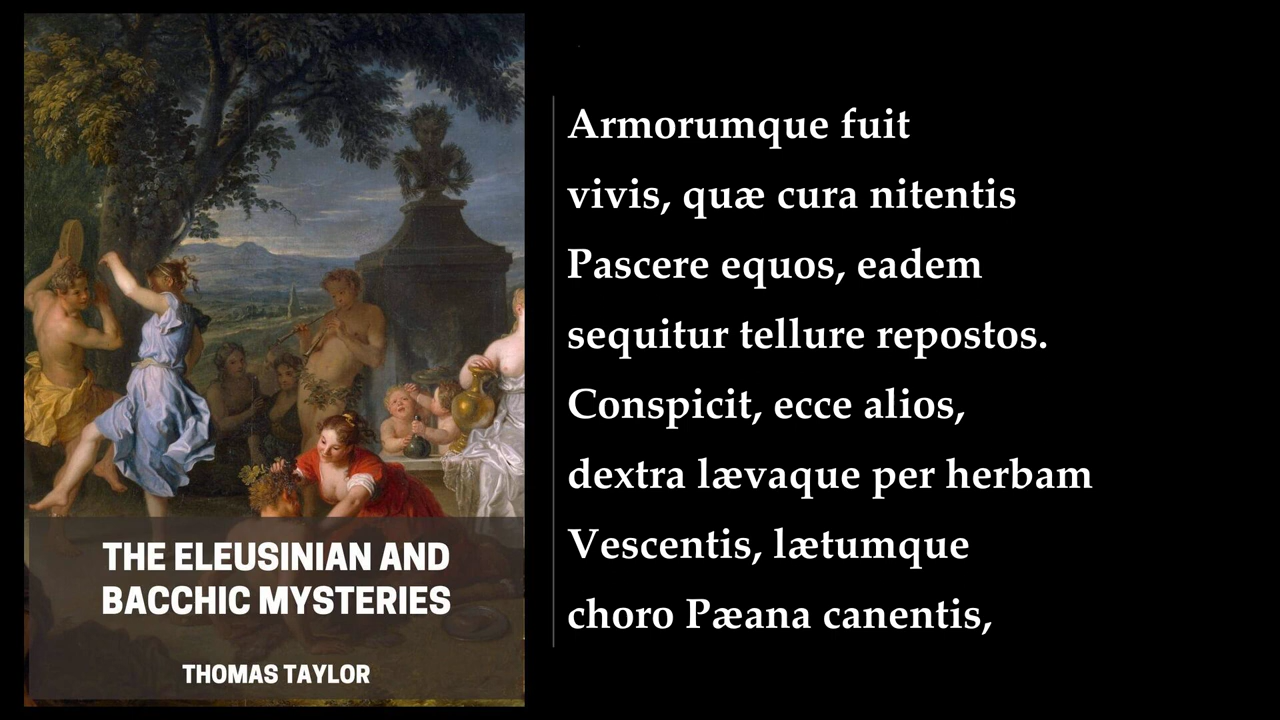 THE ELEUSINIAN AND
BACCHIC MYSTERIES
THOMAS TAYLOR
Armorumque fuit
vivis, quæ cura nitentis
Pascere equos, eadem
sequitur tellure repostos.
Conspicit, ecce alios,
dextra lævaque per herbam
Vescentis, lætumque
choro Pæana canentis,